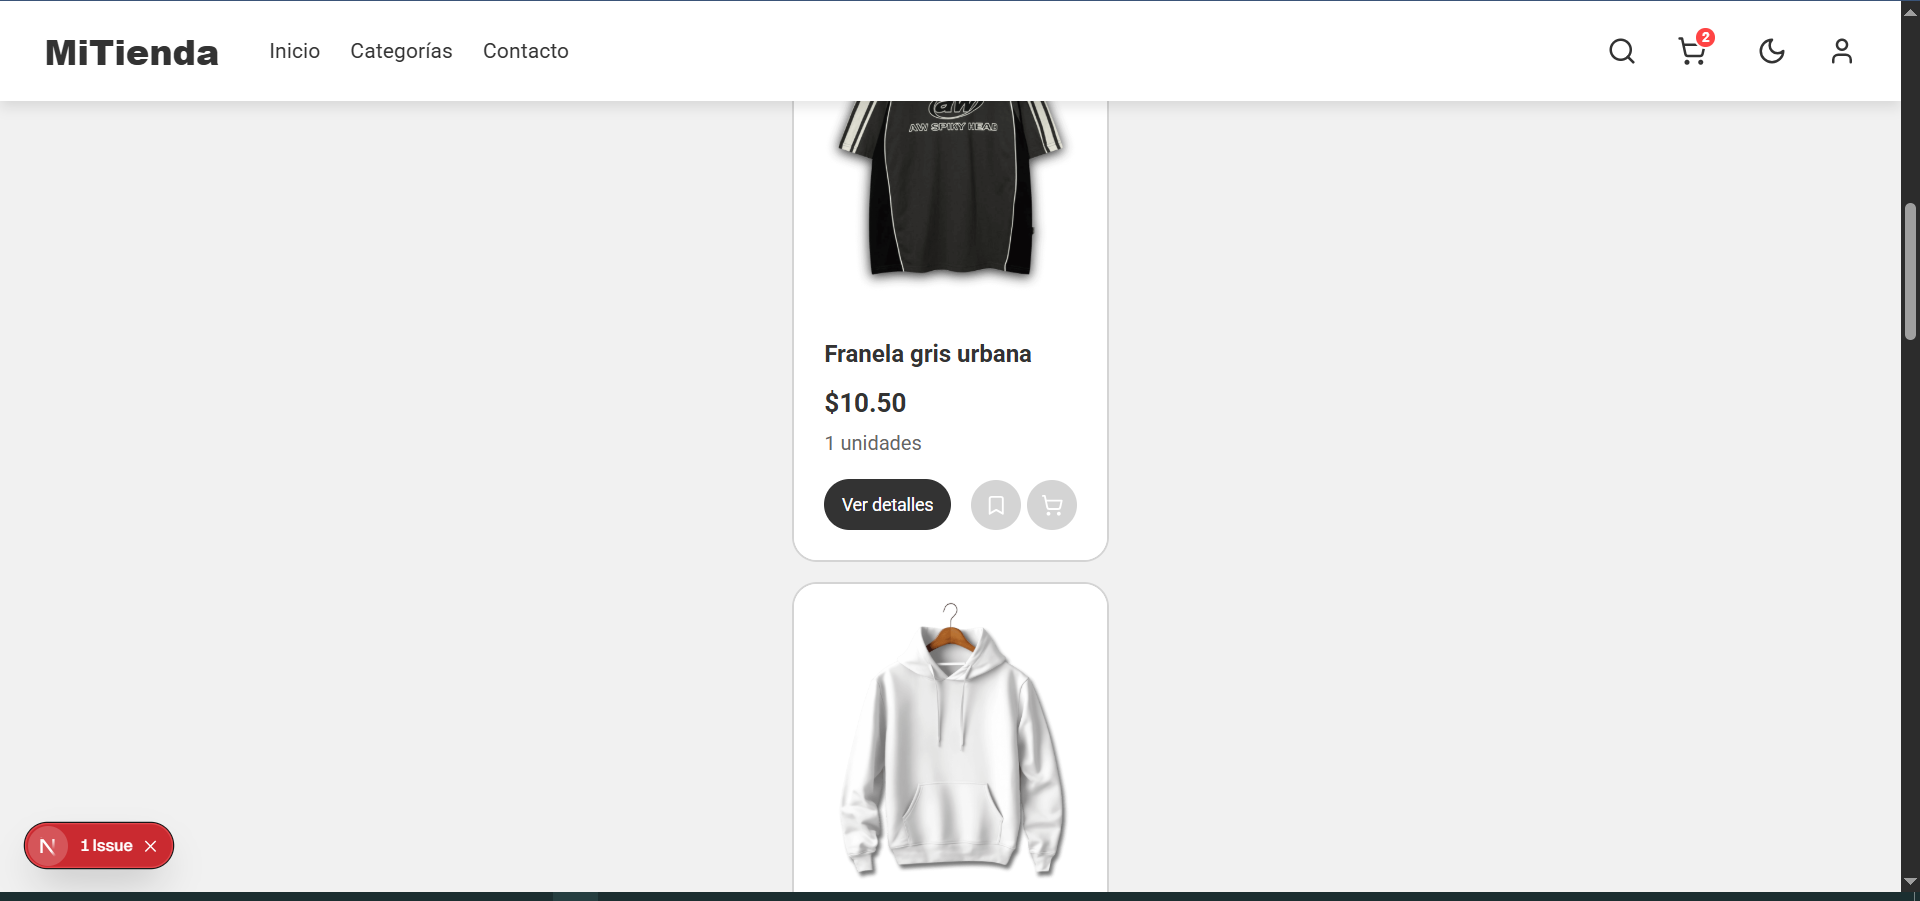 MiTienda
Inicio
Categorías
Contacto
2
aw
AW SPIKY HEAD
Franela gris urbana
$10.50
1 unidades
Ver detalles
N
1 Issue